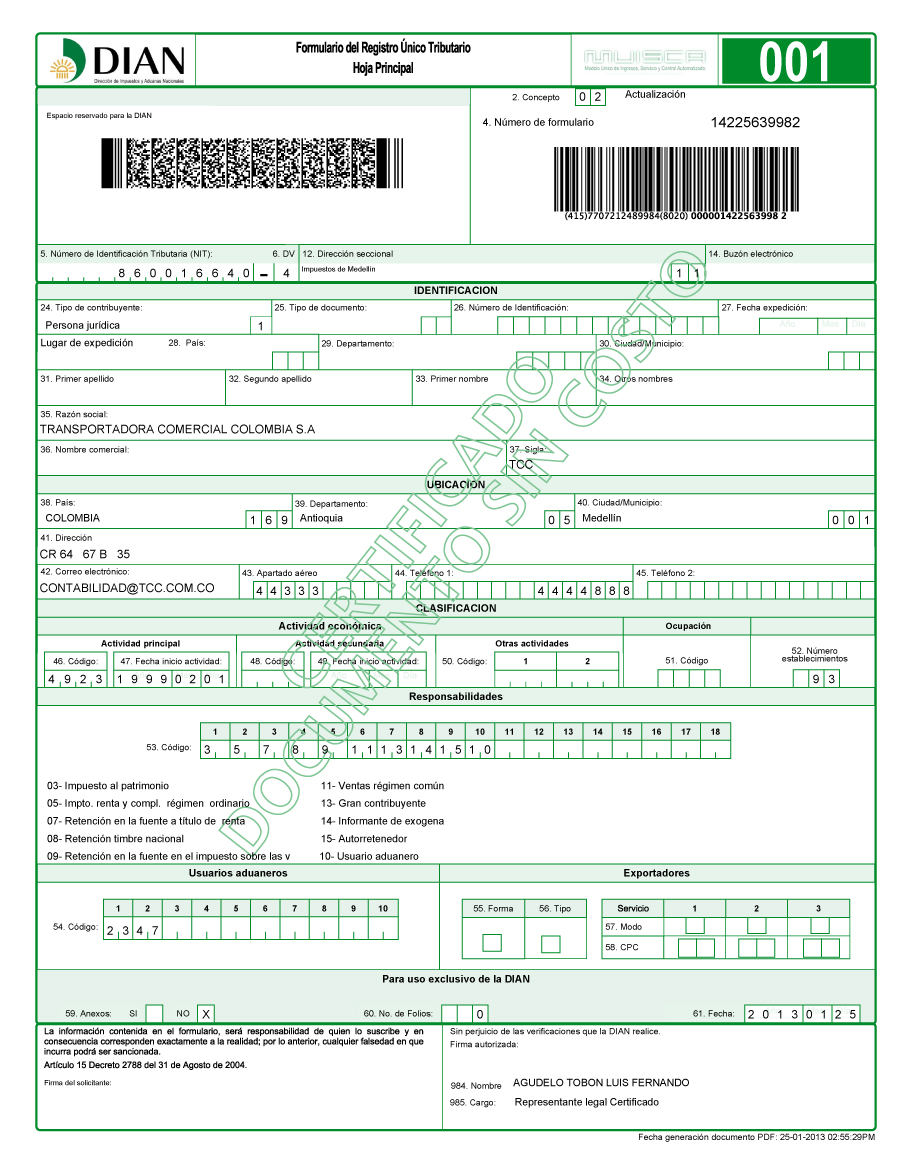 DIAN
Dirección de Impuestos y Aduanas Nacionales
Formulario del Registro Único Tributario
Hoja Principal
MUISCA
Modelo Único de Ingresos, Servicio y Control Automatizado
001
2. Concepto 0 2 Actualización
Espacio reservado para la DIAN
4. Número de formulario 14225639982
(415)7707212489984(8020) 000001422563998 2
5. Número de Identificación Tributaria (NIT): 6. DV 12. Dirección seccional 14. Buzón electrónico
8 6 0 0 1 6 6 4 0 - 4 Impuestos de Medellín 1 1
IDENTIFICACION
24. Tipo de contribuyente: 25. Tipo de documento: 26. Número de Identificación: 27. Fecha expedición:
Persona jurídica 1 Año Mes Día
Lugar de expedición 28. País: 29. Departamento: 30. Ciudad/Municipio:
31. Primer apellido 32. Segundo apellido 33. Primer nombre 34. Otros nombres
35. Razón social:
TRANSPORTADORA COMERCIAL COLOMBIA S.A
36. Nombre comercial: 37. Sigla:
TCC
UBICACION
38. País: 39. Departamento: 40. Ciudad/Municipio:
COLOMBIA 1 6 9 Antioquia 0 5 Medellín 0 0 1
41. Dirección
CR 64 67 B 35
42. Correo electrónico: 43. Apartado aéreo 44. Teléfono 1: 45. Teléfono 2:
CONTABILIDAD@TCC.COM.CO 4 4 3 3 3 4 4 4 4 8 8 8
CLASIFICACION
Actividad económica Ocupación
Actividad principal Actividad secundaria Otras actividades 52. Número establecimientos
46. Código: 47. Fecha inicio actividad: 48. Código: 49. Fecha inicio actividad: 50. Código: 1 2 51. Código
4 9 2 3 1 9 9 9 0 2 0 1 9 3
Responsabilidades
1 2 3 4 5 6 7 8 9 10 11 12 13 14 15 16 17 18
53. Código: 3 5 7 8 9 1 1 1 3 1 4 1 5 1 0
03- Impuesto al patrimonio 11- Ventas régimen común
05- Impto. renta y compl. régimen ordinario 13- Gran contribuyente
07- Retención en la fuente a título de renta 14- Informante de exogena
08- Retención timbre nacional 15- Autorretenedor
09- Retención en la fuente en el impuesto sobre las v 10- Usuario aduanero
CERTIFICADO
DOCUMENTO SIN COSTO
Usuarios aduaneros Exportadores
1 2 3 4 5 6 7 8 9 10 55. Forma 56. Tipo Servicio 1 2 3
54. Código: 2 3 4 7 57. Modo
58. CPC
Para uso exclusivo de la DIAN
59. Anexos: SI NO X 60. No. de Folios: 0 61. Fecha: 2 0 1 3 0 1 2 5
La información contenida en el formulario, será responsabilidad de quien lo suscribe y en
consecuencia corresponden exactamente a la realidad; por lo anterior, cualquier falsedad en que
incurra podrá ser sancionada.
Artículo 15 Decreto 2788 del 31 de Agosto de 2004.
Firma del solicitante:
Sin perjuicio de las verificaciones que la DIAN realice.
Firma autorizada:
984. Nombre AGUDELO TOBON LUIS FERNANDO
985. Cargo: Representante legal Certificado
Fecha generación documento PDF: 25-01-2013 02:55:29PM